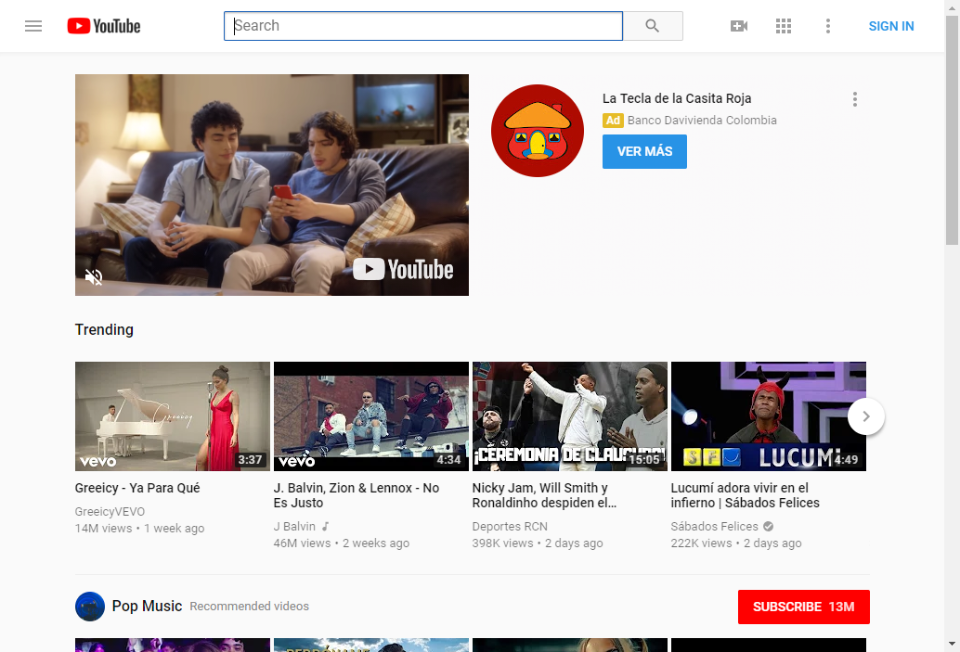 YouTube
Search
SIGN IN
YouTube
La Tecla de la Casita Roja
Ad Banco Davivienda Colombia
VER MÁS
Trending
Greeicy
vevo
3:37
vevo
4:34
¡CEREMONIA DE CLAUSURA!
15:05
SFC LUCUMÍ
4:49
Greeicy - Ya Para Qué
GreeicyVEVO
14M views • 1 week ago
J. Balvin, Zion & Lennox - No
Es Justo
J Balvin
46M views • 2 weeks ago
Nicky Jam, Will Smith y
Ronaldinho despiden el...
Deportes RCN
398K views • 2 days ago
Lucumí adora vivir en el
infierno | Sábados Felices
Sábados Felices
222K views • 2 days ago
Pop Music Recommended videos
SUBSCRIBE 13M